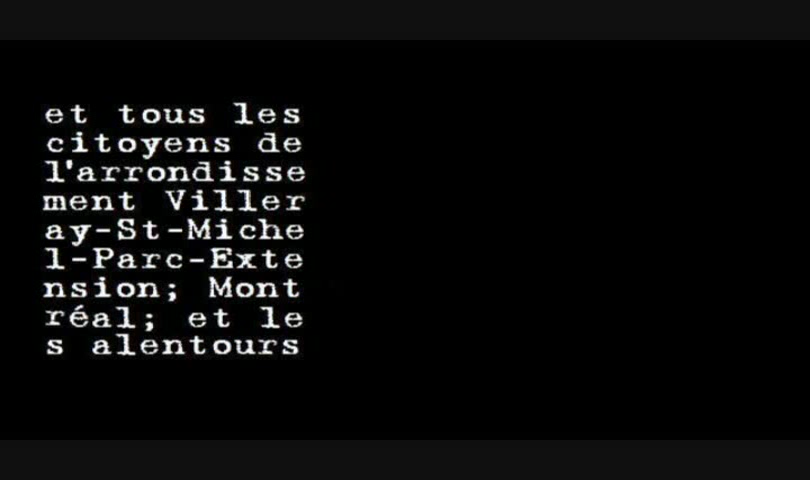 et tous les
citoyens de
l'arrondisse
ment Viller
ay-St-Miche
l-Parc-Exte
nsion; Mont
réal; et le
s alentours